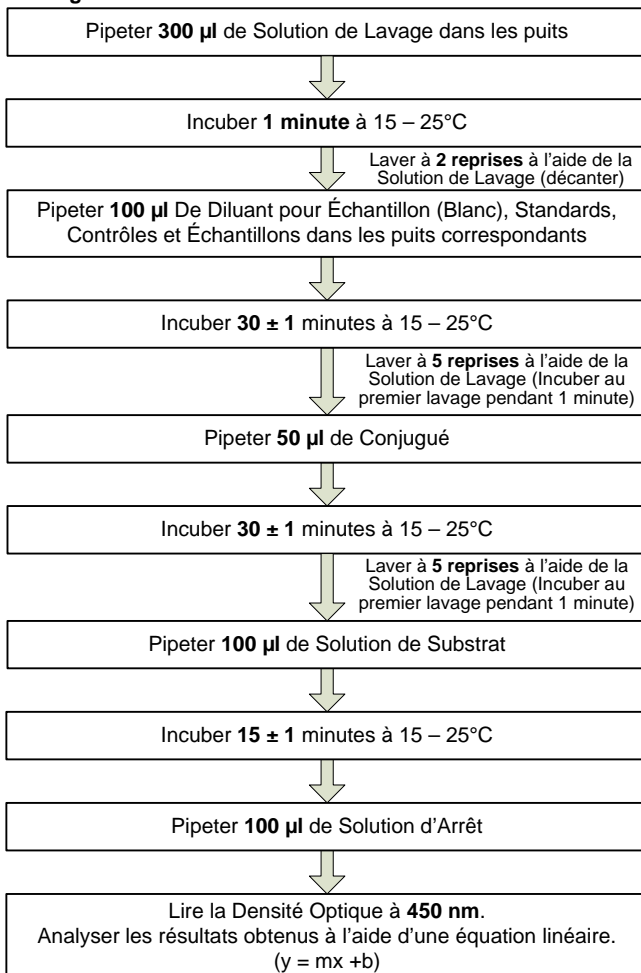 Pipeter 300 µl de Solution de Lavage dans les puits
Incuber 1 minute à 15 – 25°C
Laver à 2 reprises à l'aide de la
Solution de Lavage (décanter)
Pipeter 100 µl De Diluant pour Échantillon (Blanc), Standards,
Contrôles et Échantillons dans les puits correspondants
Incuber 30 ± 1 minutes à 15 – 25°C
Laver à 5 reprises à l'aide de la
Solution de Lavage (Incuber au
premier lavage pendant 1 minute)
Pipeter 50 µl de Conjugué
Incuber 30 ± 1 minutes à 15 – 25°C
Laver à 5 reprises à l'aide de la
Solution de Lavage (Incuber au
premier lavage pendant 1 minute)
Pipeter 100 µl de Solution de Substrat
Incuber 15 ± 1 minutes à 15 – 25°C
Pipeter 100 µl de Solution d'Arrêt
Lire la Densité Optique à 450 nm.
Analyser les résultats obtenus à l'aide d'une équation linéaire.
(y = mx +b)